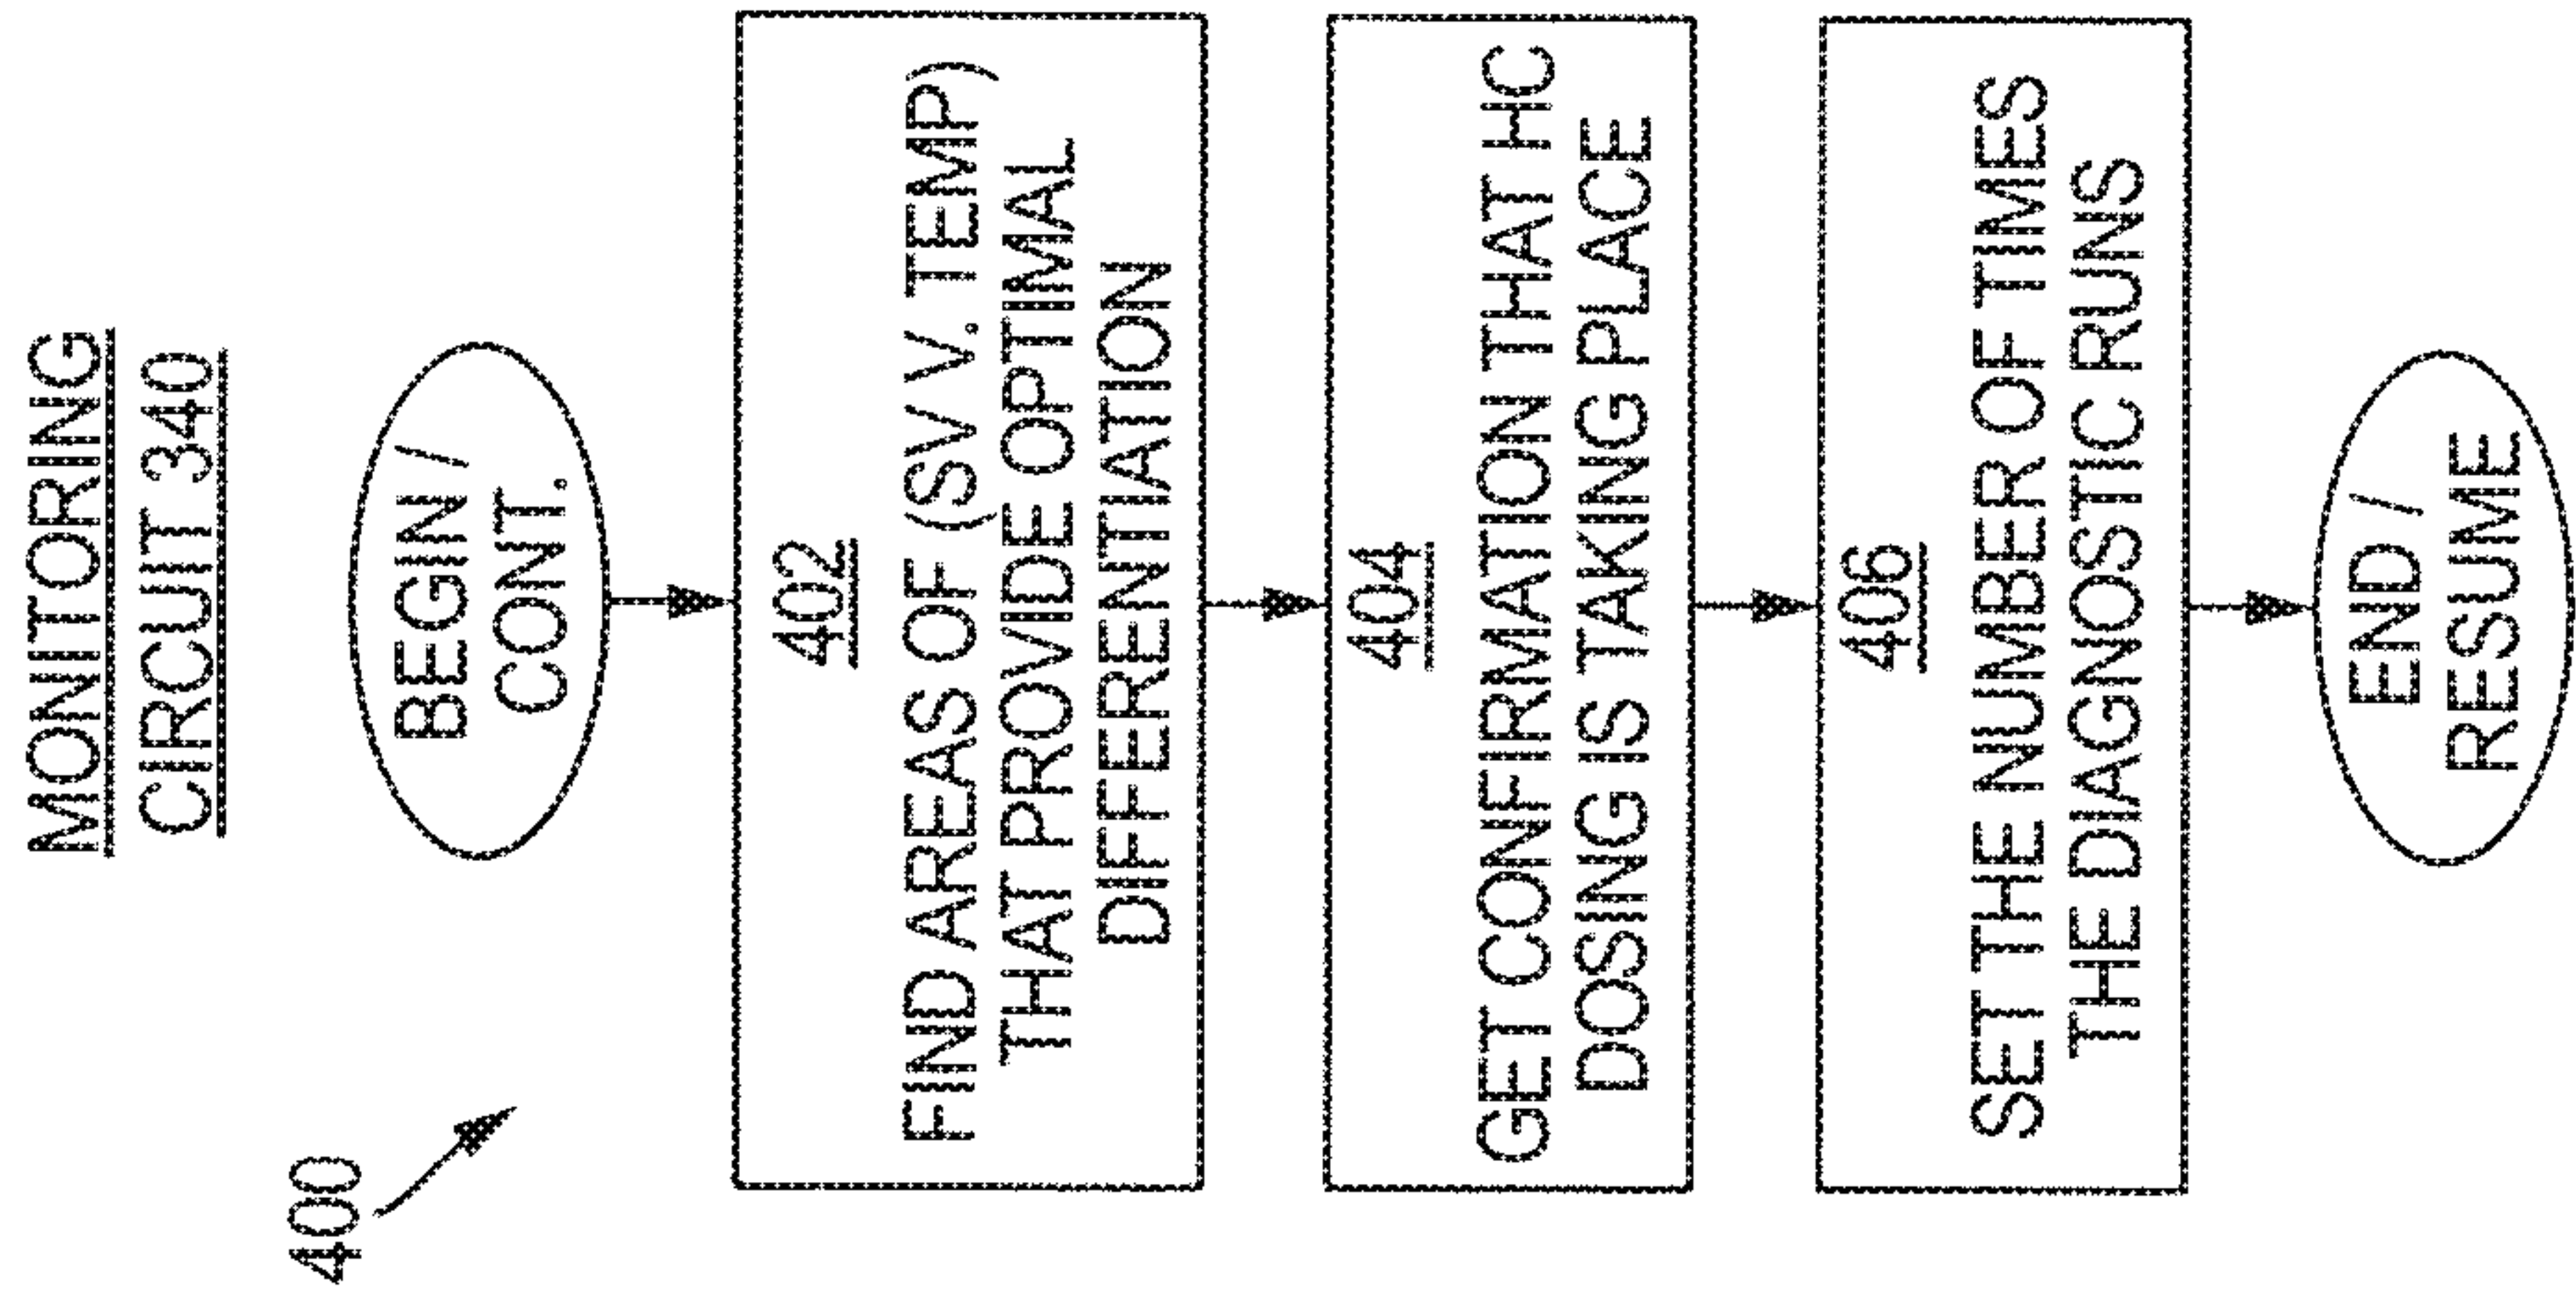 MONITORING
CIRCUIT 340
400
BEGIN /
CONT.
402
FIND AREAS OF (SV V. TEMP)
THAT PROVIDE OPTIMAL
DIFFERENTIATION
404
GET CONFIRMATION THAT HC
DOSING IS TAKING PLACE
406
SET THE NUMBER OF TIMES
THE DIAGNOSTIC RUNS
END /
RESUME